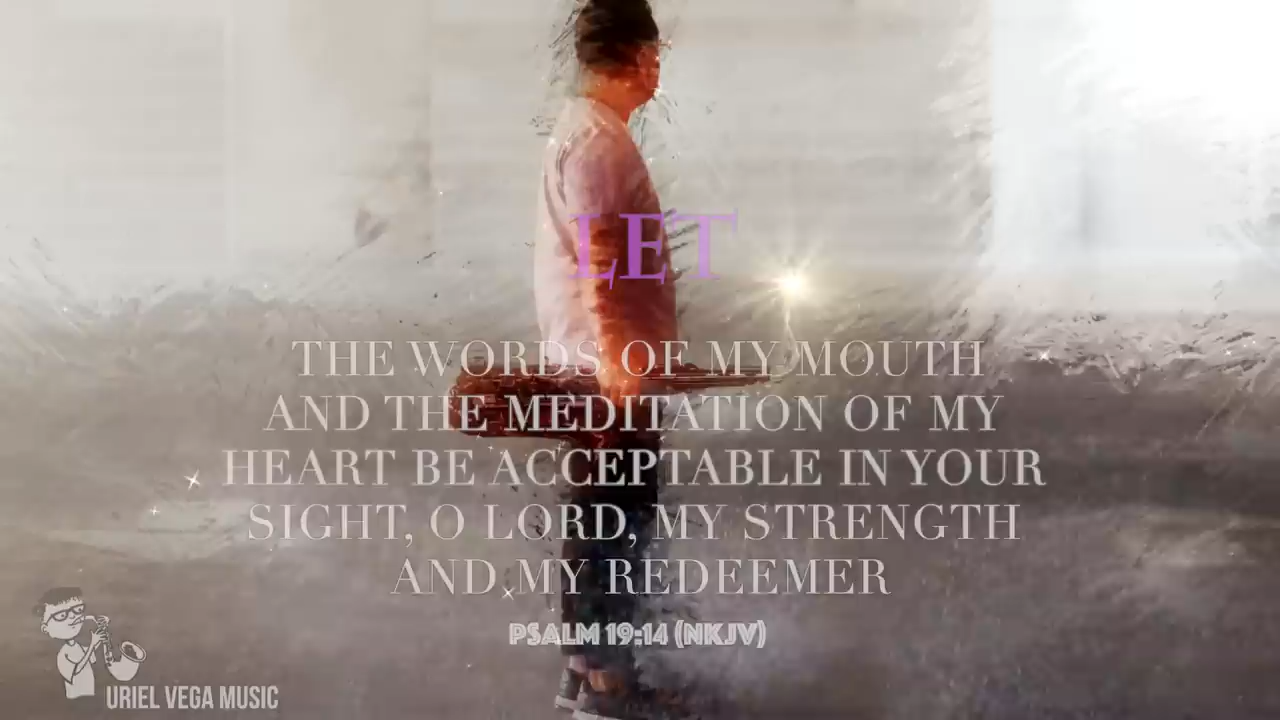 LET
THE WORDS OF MY MOUTH
AND THE MEDITATION OF MY
HEART BE ACCEPTABLE IN YOUR
SIGHT, O LORD, MY STRENGTH
AND MY REDEEMER
PSALM 19:14 (NKJV)
URIEL VEGA MUSIC